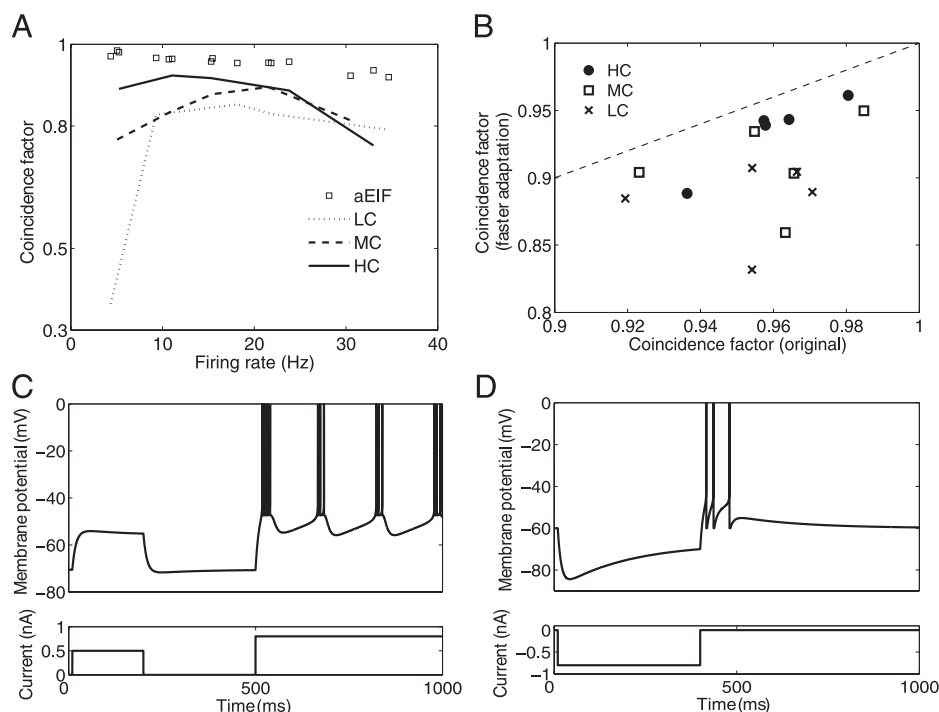 A
1
0.8
0.5
0.3
Coincidence factor
aEIF
LC
MC
HC
0 10 20 30 40
Firing rate (Hz)
B
1
0.95
0.9
0.85
0.8
Coincidence factor
(faster adaptation)
HC
MC
LC
0.9 0.92 0.94 0.96 0.98 1
Coincidence factor (original)
C
0
−20
−40
−60
−80
Membrane potential (mV)
1
0.5
0
Current (nA)
0 500 1000
Time (ms)
D
0
−20
−40
−60
−80
Membrane potential (mV)
0
−0.5
−1
Current (nA)
0 500 1000
Time (ms)